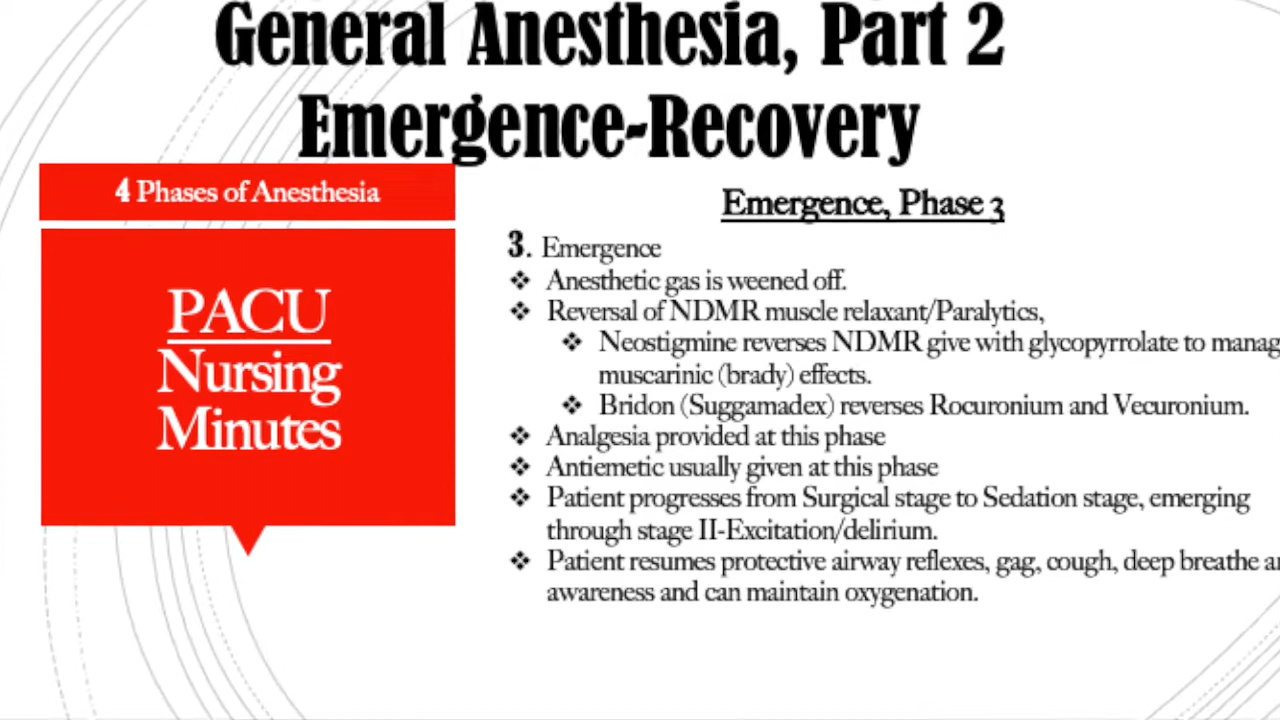 General Anesthesia, Part 2
Emergence-Recovery
4 Phases of Anesthesia
PACU
Nursing
Minutes
Emergence, Phase 3
3. Emergence
❖ Anesthetic gas is weened off.
❖ Reversal of NDMR muscle relaxant/Paralytics,
❖ Neostigmine reverses NDMR give with glycopyrrolate to manag
muscarinic (brady) effects.
❖ Bridon (Suggamadex) reverses Rocuronium and Vecuronium.
❖ Analgesia provided at this phase
❖ Antiemetic usually given at this phase
❖ Patient progresses from Surgical stage to Sedation stage, emerging
through stage II-Excitation/delirium.
❖ Patient resumes protective airway reflexes, gag, cough, deep breathe
awareness and can maintain oxygenation.